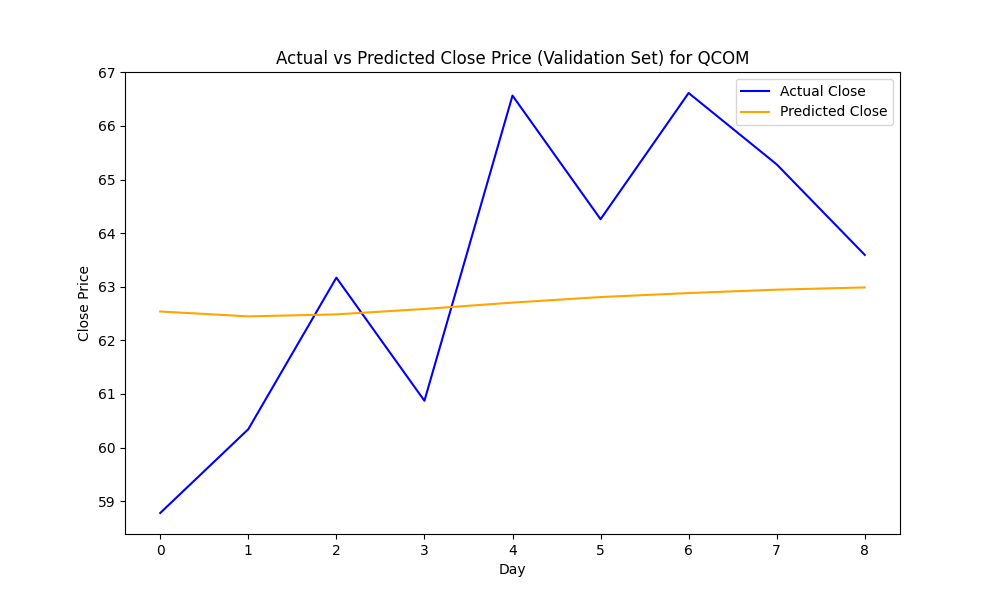 Actual vs Predicted Close Price (Validation Set) for QCOM
Actual Close
Predicted Close
Close Price
67
66
65
64
63
62
61
60
59
0 1 2 3 4 5 6 7 8
Day